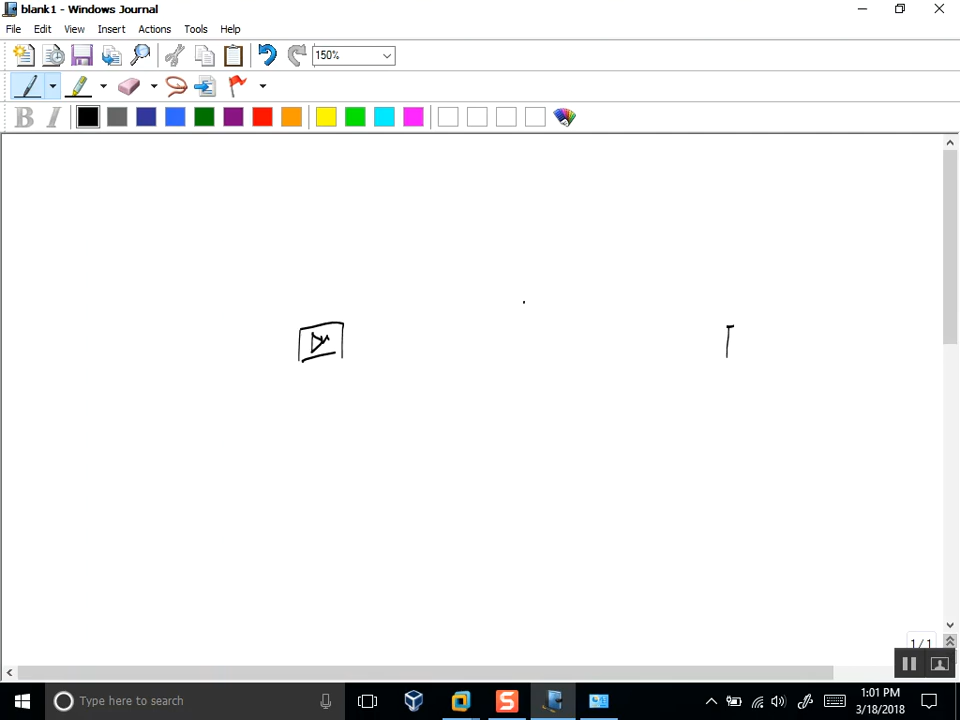 blank1 - Windows Journal
File Edit View Insert Actions Tools Help
150%
B I
1/1
Type here to search
S
1:01 PM
3/18/2018